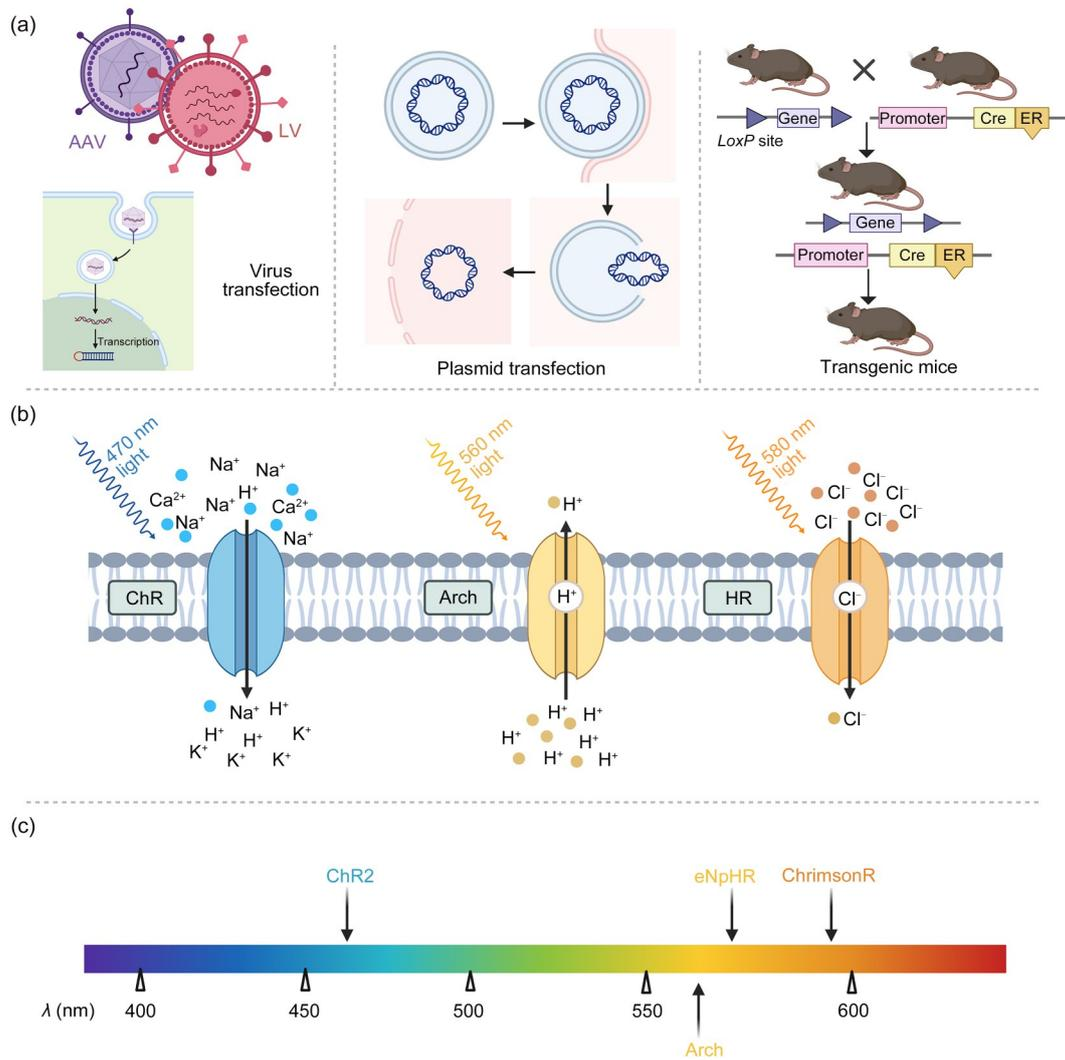 (a)
AAV
LV
Virus
transfection
Transcription
Plasmid transfection
Gene
LoxP site
Promoter
Cre
ER
Gene
Promoter
Cre
ER
Transgenic mice
(b)
470 nm
light
Na⁺
Na⁺
Ca²⁺
Na⁺
H⁺
Ca²⁺
Na⁺
Na⁺
ChR
Na⁺
H⁺
H⁺
H⁺
K⁺
K⁺
K⁺
K⁺
560 nm
light
H⁺
Arch
H⁺
H⁺
H⁺
H⁺
H⁺
H⁺
H⁺
580 nm
light
Cl⁻
Cl⁻
Cl⁻
Cl⁻
Cl⁻
Cl⁻
HR
Cl⁻
Cl⁻
(c)
ChR2
eNpHR
ChrimsonR
λ (nm)
400
450
500
550
600
Arch